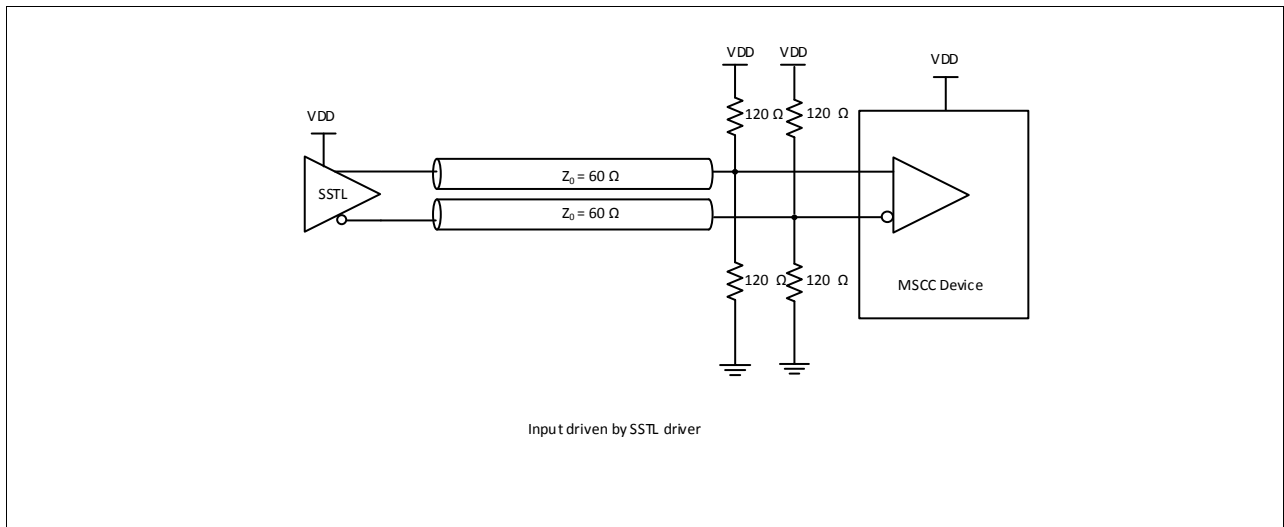 VDD VDD
VDD
120 Ω 120 Ω
VDD
SSTL
Z0 = 60 Ω
Z0 = 60 Ω
120 Ω 120 Ω
MSCC Device
Input driven by SSTL driver